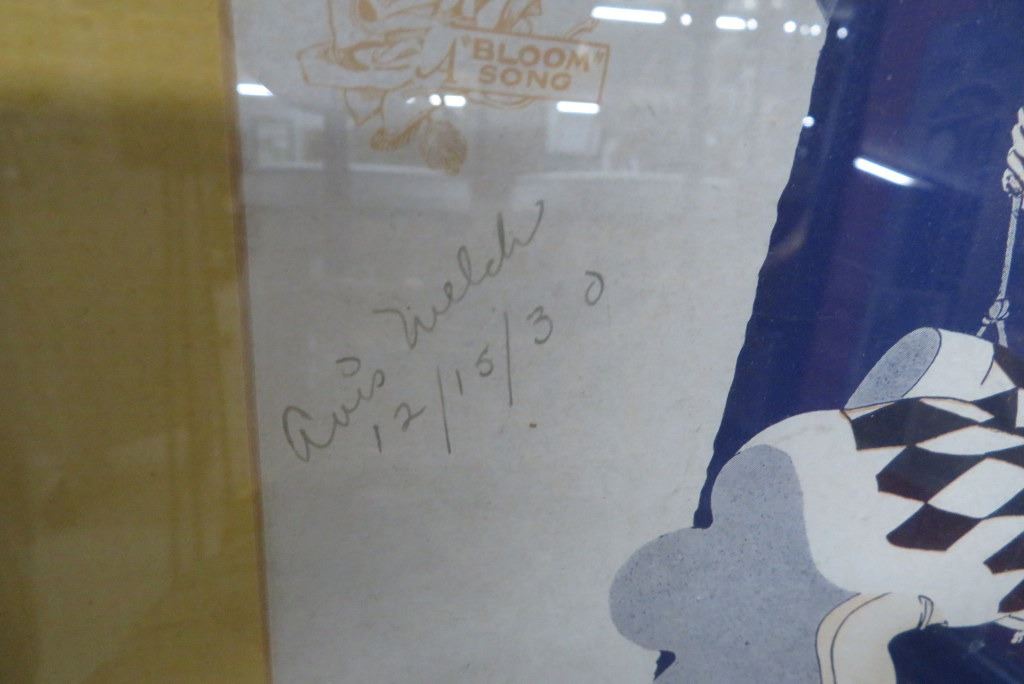 A "BLOOM"
SONG
Avis Welch
12/15/30